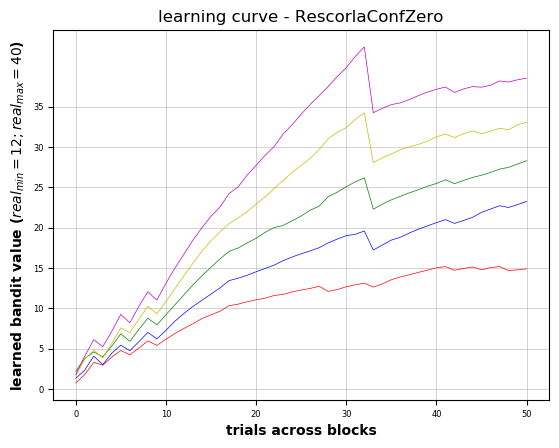 learning curve - RescorlaConfZero
learned bandit value (real_min = 12; real_max = 40)
35
30
25
20
15
10
5
0
0 10 20 30 40 50
trials across blocks